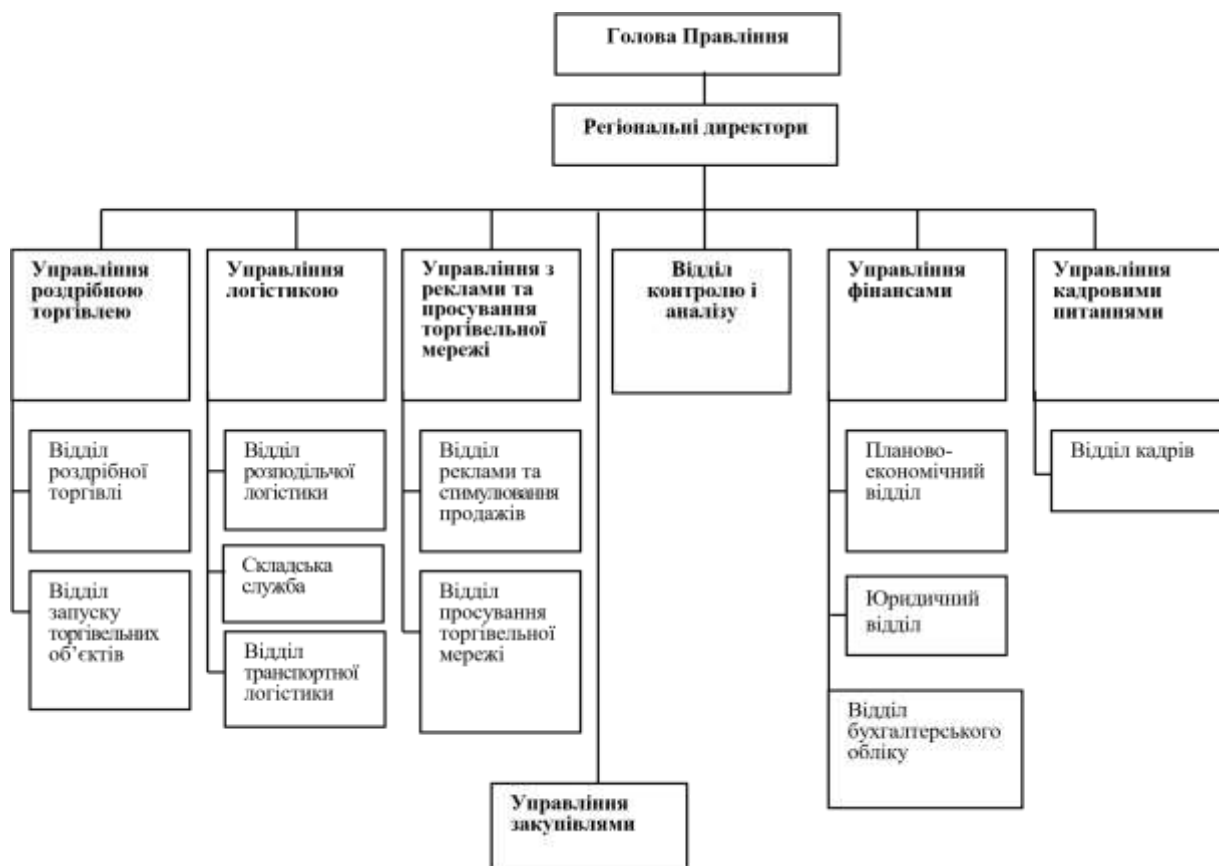 Голова Правління
Регіональні директори
Управління
роздрібною
торгівлею
Управління
логістикою
Управління з
реклами та
просування
торгівельної
мережі
Відділ
контролю і
аналізу
Управління
фінансами
Управління
кадровими
питаннями
Відділ
роздрібної
торгівлі
Відділ
розподільчої
логістики
Відділ
реклами та
стимулювання
продажів
Планово-
економічний
відділ
Відділ кадрів
Складська
служба
Відділ
запуску
торгівельних
об’єктів
Відділ
просування
торгівельної
мережі
Юридичний
відділ
Відділ
транспортної
логістики
Відділ
бухгалтерського
обліку
Управління
закупівлями